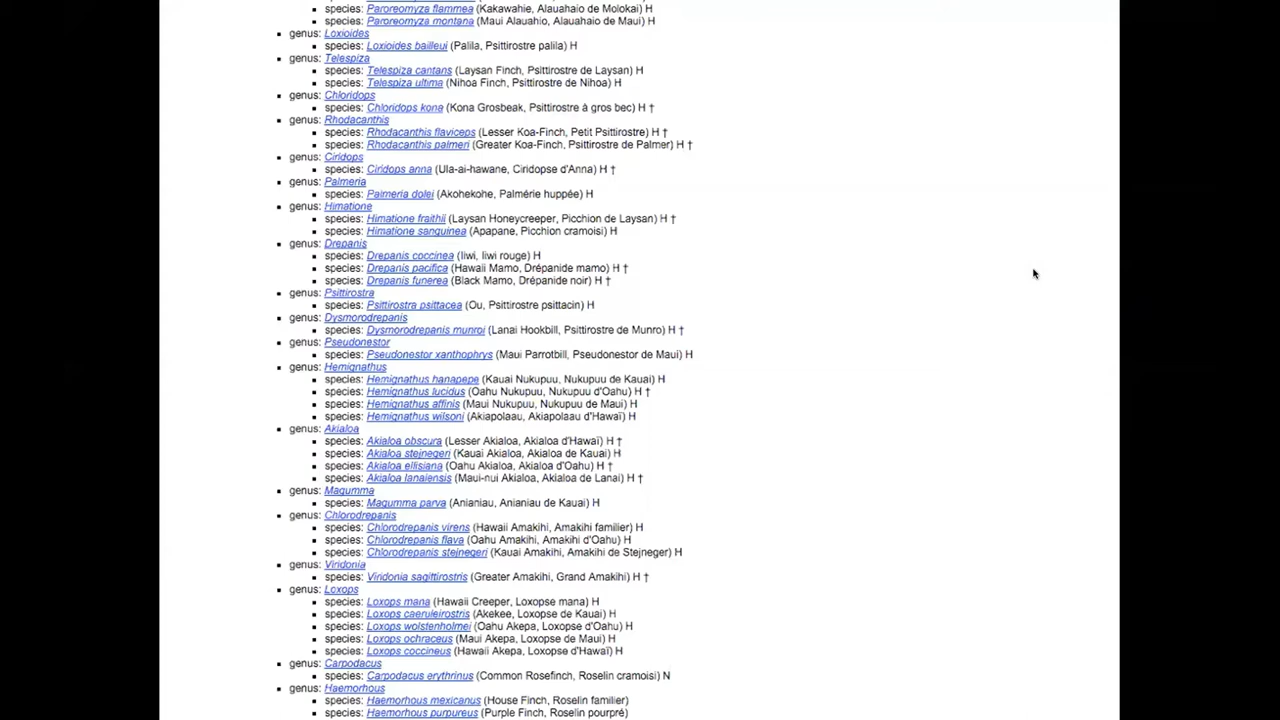 species: Paroreomyza flammea (Kakawahie, Alauahaio de Molokai) H
species: Paroreomyza montana (Maui Alauahio, Alauahaio de Maui) H
genus: Loxioides
species: Loxioides bailleui (Palila, Psittirostre palila) H
genus: Telespiza
species: Telespiza cantans (Laysan Finch, Psittirostre de Laysan) H
species: Telespiza ultima (Nihoa Finch, Psittirostre de Nihoa) H
genus: Chloridops
species: Chloridops kona (Kona Grosbeak, Psittirostre à gros bec) H †
genus: Rhodacanthis
species: Rhodacanthis flaviceps (Lesser Koa-Finch, Petit Psittirostre) H †
species: Rhodacanthis palmeri (Greater Koa-Finch, Psittirostre de Palmer) H †
genus: Ciridops
species: Ciridops anna (Ula-ai-hawane, Ciridopse d'Anna) H †
genus: Palmeria
species: Palmeria dolei (Akohekohe, Palmérie huppée) H
genus: Himatione
species: Himatione fraithii (Laysan Honeycreeper, Picchion de Laysan) H †
species: Himatione sanguinea (Apapane, Picchion cramoisi) H
genus: Drepanis
species: Drepanis coccinea (Iiwi, Iiwi rouge) H
species: Drepanis pacifica (Hawaii Mamo, Drépanide mamo) H †
species: Drepanis funerea (Black Mamo, Drépanide noir) H †
genus: Psittirostra
species: Psittirostra psittacea (Ou, Psittirostre psittacin) H
genus: Dysmorodrepanis
species: Dysmorodrepanis munroi (Lanai Hookbill, Psittirostre de Munro) H †
genus: Pseudonestor
species: Pseudonestor xanthophrys (Maui Parrotbill, Pseudonestor de Maui) H
genus: Hemignathus
species: Hemignathus hanapepe (Kauai Nukupuu, Nukupuu de Kauai) H
species: Hemignathus lucidus (Oahu Nukupuu, Nukupuu d'Oahu) H †
species: Hemignathus affinis (Maui Nukupuu, Nukupuu de Maui) H
species: Hemignathus wilsoni (Akiapolaau, Akiapolaau d'Hawaï) H
genus: Akialoa
species: Akialoa obscura (Lesser Akialoa, Akialoa d'Hawaï) H †
species: Akialoa stejnegeri (Kauai Akialoa, Akialoa de Kauai) H
species: Akialoa ellisiana (Oahu Akialoa, Akialoa d'Oahu) H †
species: Akialoa lanaiensis (Maui-nui Akialoa, Akialoa de Lanai) H †
genus: Magumma
species: Magumma parva (Anianiau, Anianiau de Kauai) H
genus: Chlorodrepanis
species: Chlorodrepanis virens (Hawaii Amakihi, Amakihi familier) H
species: Chlorodrepanis flava (Oahu Amakihi, Amakihi d'Oahu) H
species: Chlorodrepanis stejnegeri (Kauai Amakihi, Amakihi de Stejneger) H
genus: Viridonia
species: Viridonia sagittirostris (Greater Amakihi, Grand Amakihi) H †
genus: Loxops
species: Loxops mana (Hawaii Creeper, Loxopse mana) H
species: Loxops caeruleirostris (Akekee, Loxopse de Kauai) H
species: Loxops wolstenholmei (Oahu Akepa, Loxopse d'Oahu) H
species: Loxops ochraceus (Maui Akepa, Loxopse de Maui) H
species: Loxops coccineus (Hawaii Akepa, Loxopse d'Hawaï) H
genus: Carpodacus
species: Carpodacus erythrinus (Common Rosefinch, Roselin cramoisi) N
genus: Haemorhous
species: Haemorhous mexicanus (House Finch, Roselin familier)
species: Haemorhous purpureus (Purple Finch, Roselin pourpré)